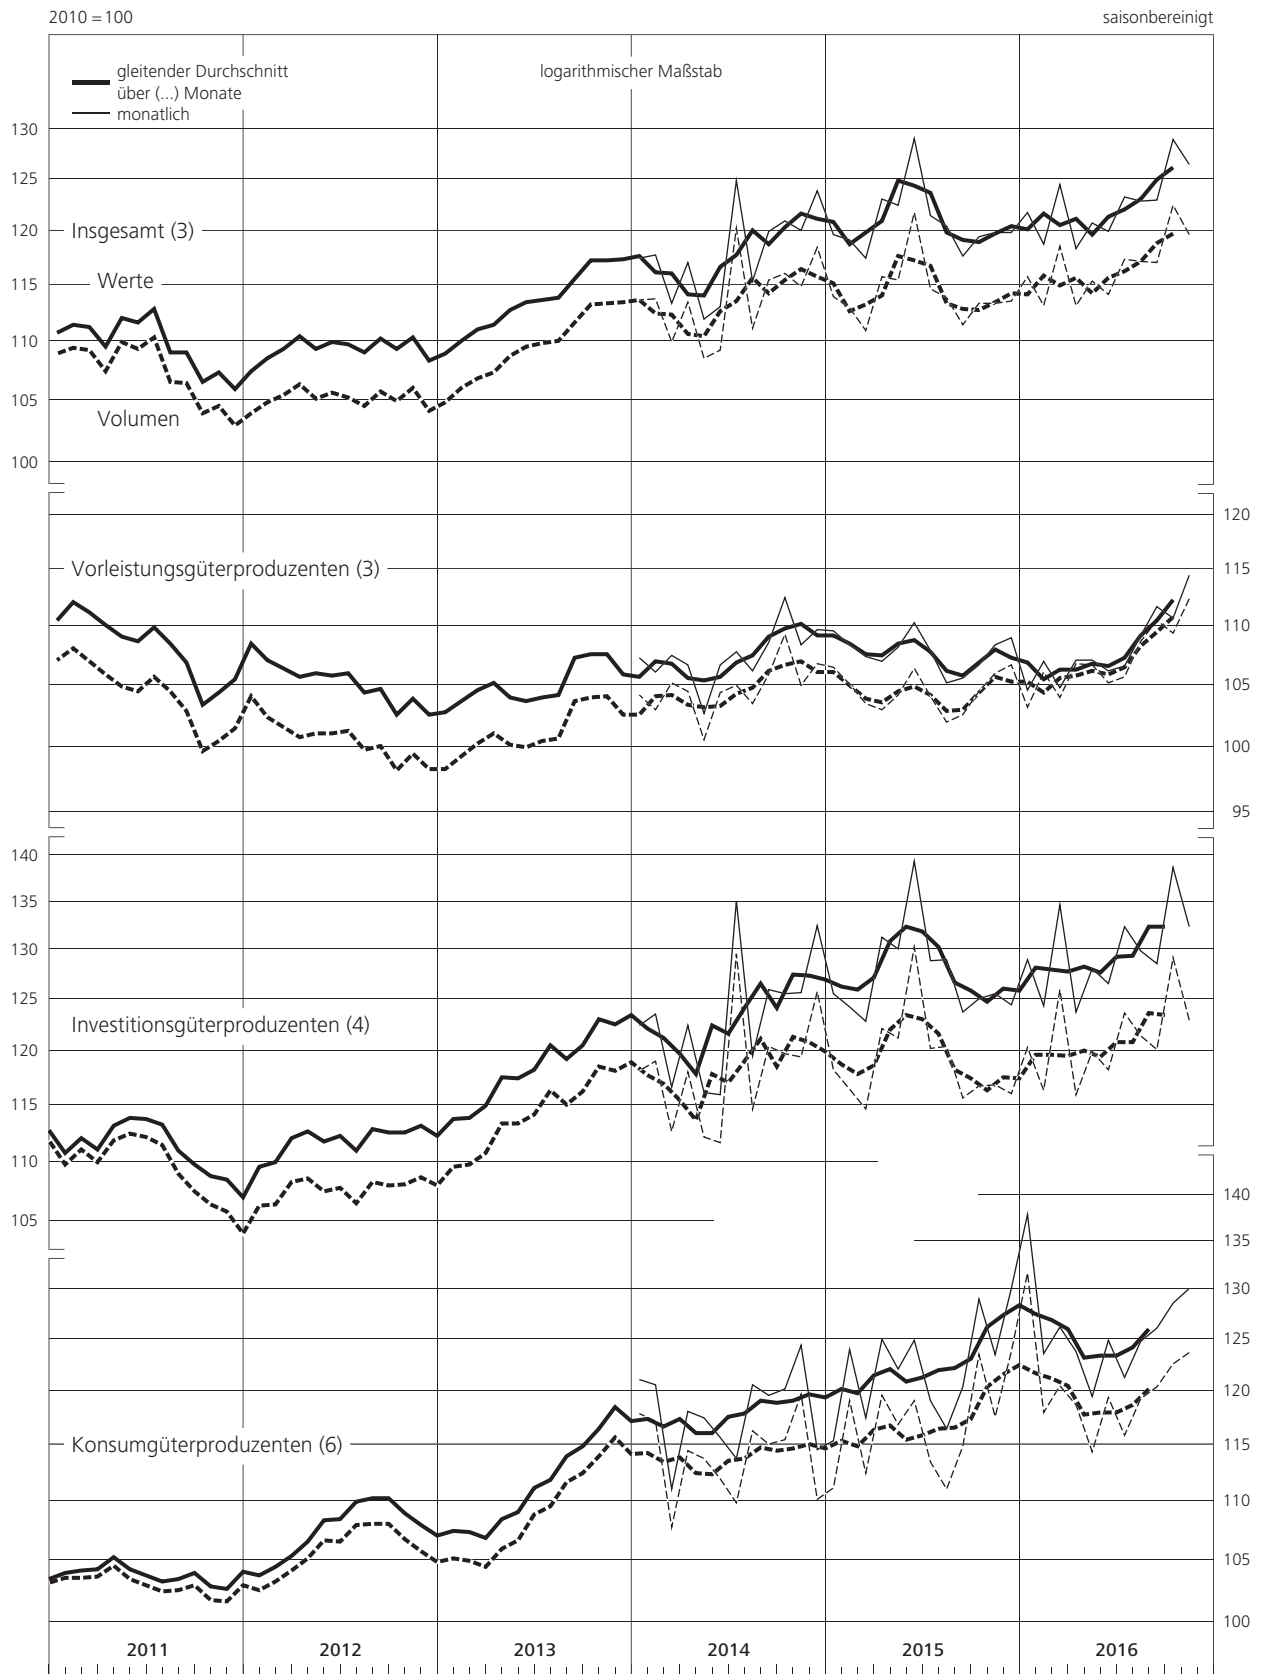 2010 = 100
saisonbereinigt
gleitender Durchschnitt
über (...) Monate
monatlich
logarithmischer Maßstab
130
125
120
Insgesamt (3)
Werte
115
110
105
Volumen
100
120
Vorleistungsgüterproduzenten (3)
115
110
105
100
95
140
135
130
125
Investitionsgüterproduzenten (4)
120
115
110
140
105
135
130
125
120
Konsumgüterproduzenten (6)
115
110
105
100
2011 2012 2013 2014 2015 2016